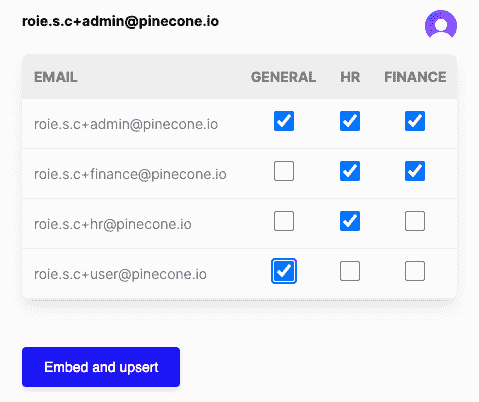 roie.s.c+admin@pinecone.io
EMAIL GENERAL HR FINANCE
roie.s.c+admin@pinecone.io
roie.s.c+finance@pinecone.io
roie.s.c+hr@pinecone.io
roie.s.c+user@pinecone.io
Embed and upsert